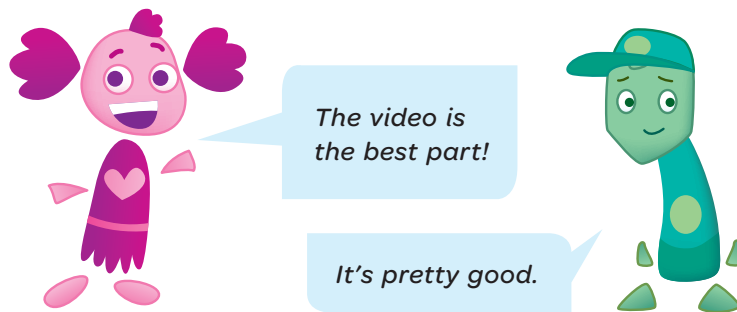 The video is
the best part!
It's pretty good.